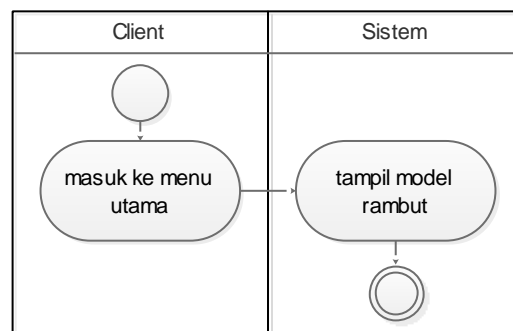 Client
Sistem
masuk ke menu
utama
tampil model
rambut